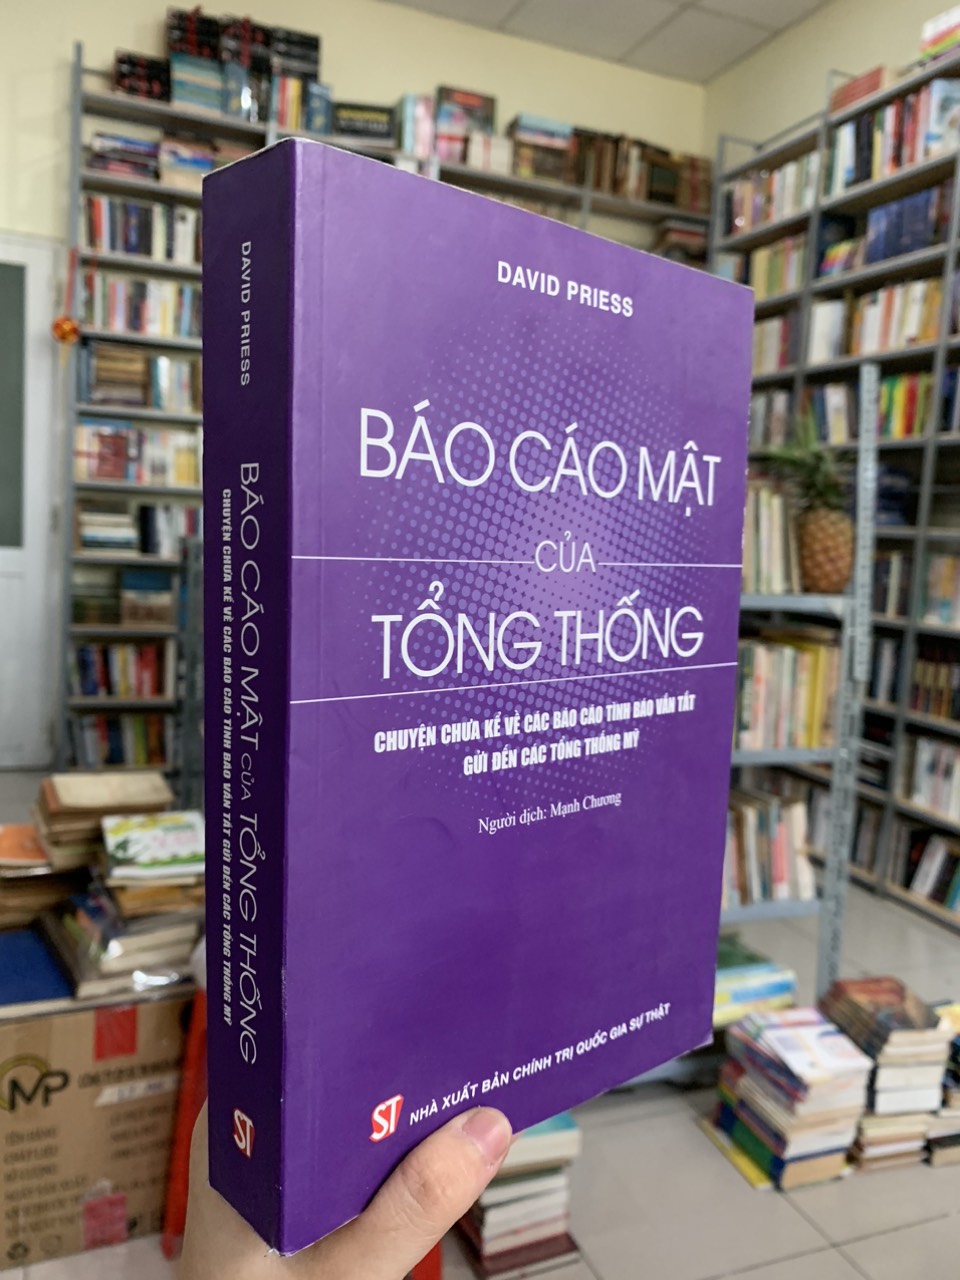 DAVID PRIESS
BÁO CÁO MẬT
CỦA
TỔNG THỐNG
CHUYỆN CHƯA KỂ VỀ CÁC BÁO CÁO TÌNH BÁO VẮN TẮT
GỬI ĐẾN CÁC TỔNG THỐNG MỸ
Người dịch: Mạnh Chương
ST NHÀ XUẤT BẢN CHÍNH TRỊ QUỐC GIA SỰ THẬT
DAVID PRIESS
BÁO CÁO MẬT CỦA TỔNG THỐNG
CHUYỆN CHƯA KỂ VỀ CÁC BÁO CÁO TÌNH BÁO VẮN TẮT GỬI ĐẾN CÁC TỔNG THỐNG MỸ
ST
MP